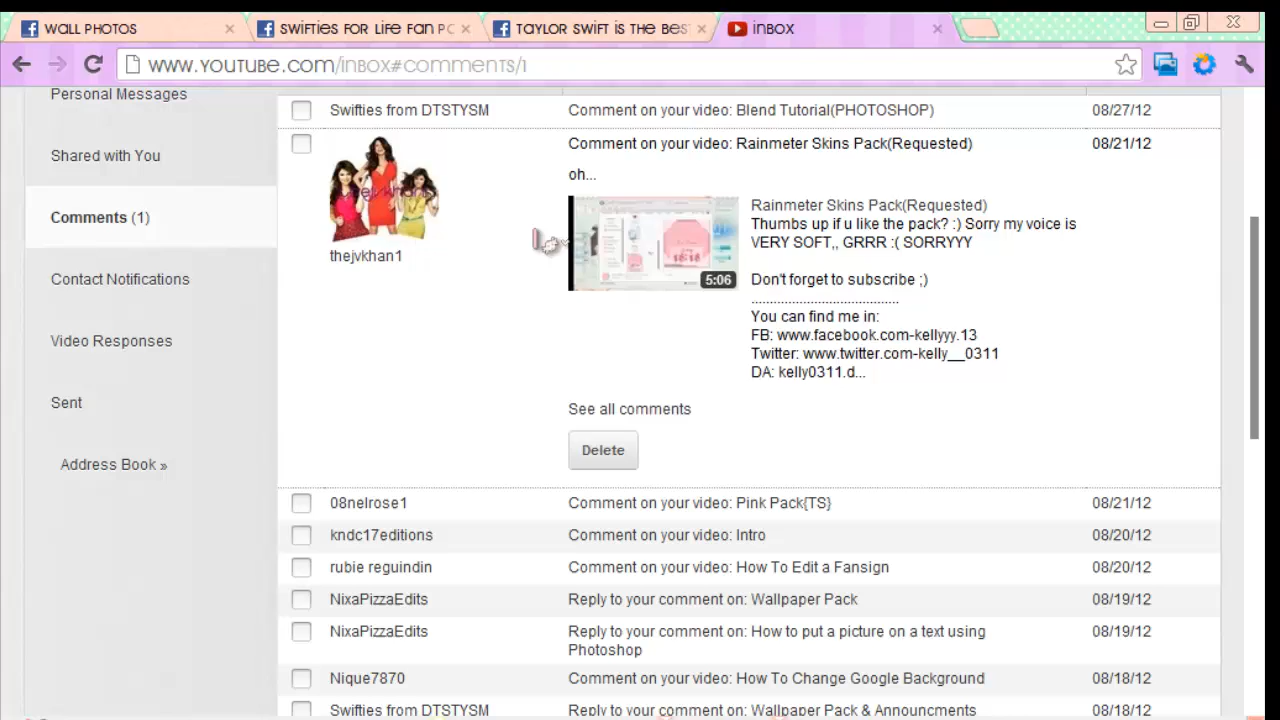 WALL PHOTOS
SWIFTIES FOR LIFE FAN PC
TAYLOR SWIFT IS THE BES
INBOX
www.YOUTUBE.com/INBOX#COMMENTS/1
Personal Messages
Shared with You
Comments (1)
Contact Notifications
Video Responses
Sent
Address Book »
Swifties from DTSTYSM Comment on your video: Blend Tutorial(PHOTOSHOP) 08/27/12
Comment on your video: Rainmeter Skins Pack(Requested) 08/21/12
oh...
thejvkhan1
5:06
Rainmeter Skins Pack(Requested)
Thumbs up if u like the pack? :) Sorry my voice is
VERY SOFT,, GRRR :( SORRYYY
Don't forget to subscribe ;)
........................................
You can find me in:
FB: www.facebook.com-kellyyy.13
Twitter: www.twitter.com-kelly__0311
DA: kelly0311.d...
See all comments
Delete
08nelrose1 Comment on your video: Pink Pack{TS} 08/21/12
kndc17editions Comment on your video: Intro 08/20/12
rubie reguindin Comment on your video: How To Edit a Fansign 08/20/12
NixaPizzaEdits Reply to your comment on: Wallpaper Pack 08/19/12
NixaPizzaEdits Reply to your comment on: How to put a picture on a text using 08/19/12
Photoshop
Nique7870 Comment on your video: How To Change Google Background 08/18/12
Swifties from DTSTYSM Reply to your comment on: Wallpaper Pack & Announcments 08/18/12